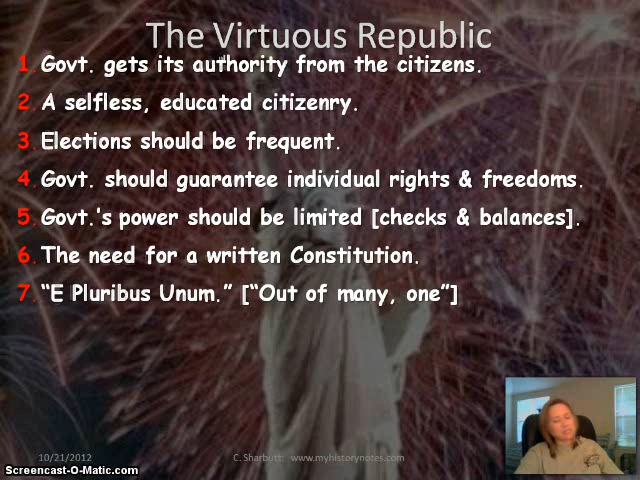 The Virtuous Republic
1. Govt. gets its authority from the citizens.
2. A selfless, educated citizenry.
3. Elections should be frequent.
4. Govt. should guarantee individual rights & freedoms.
5. Govt.’s power should be limited [checks & balances].
6. The need for a written Constitution.
7. “E Pluribus Unum.” [“Out of many, one”]
10/21/2012 C. Sharbutt: www.myhistorynotes.com
Screencast-O-Matic.com